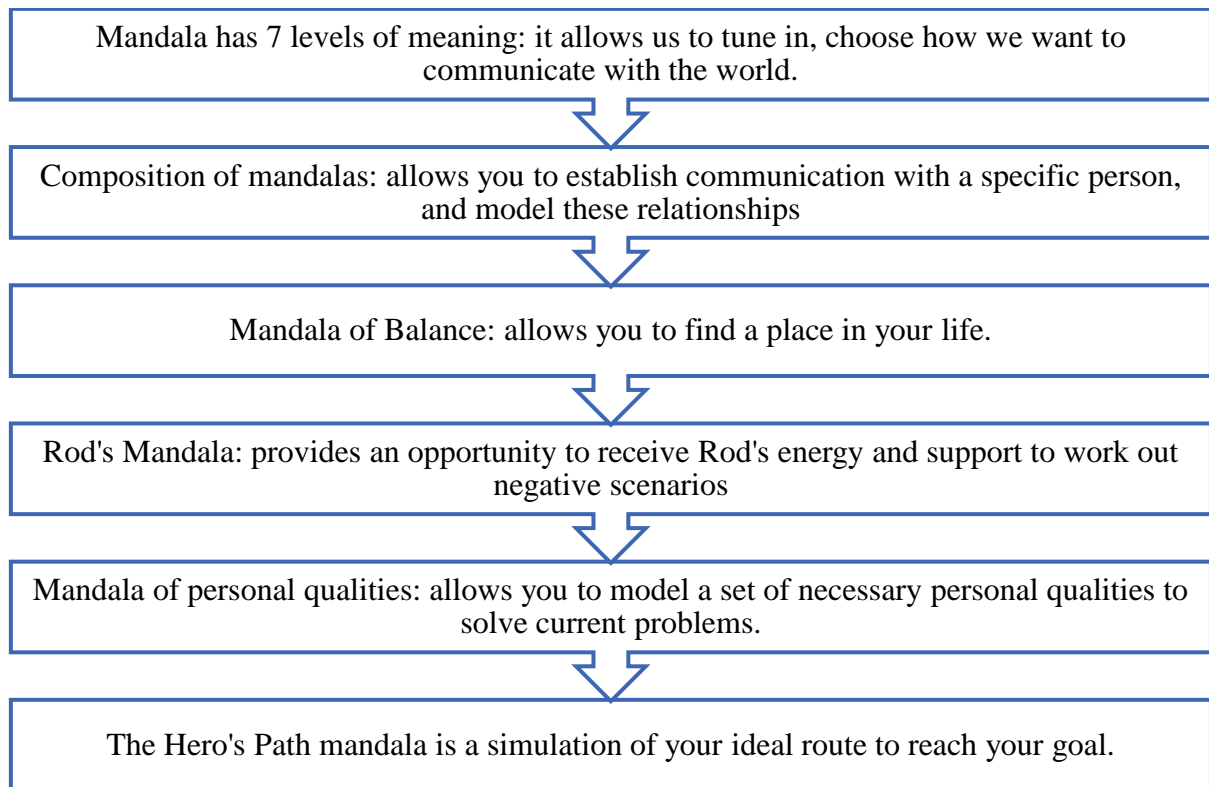 Mandala has 7 levels of meaning: it allows us to tune in, choose how we want to
communicate with the world.
Composition of mandalas: allows you to establish communication with a specific person,
and model these relationships
Mandala of Balance: allows you to find a place in your life.
Rod's Mandala: provides an opportunity to receive Rod's energy and support to work out
negative scenarios
Mandala of personal qualities: allows you to model a set of necessary personal qualities to
solve current problems.
The Hero's Path mandala is a simulation of your ideal route to reach your goal.